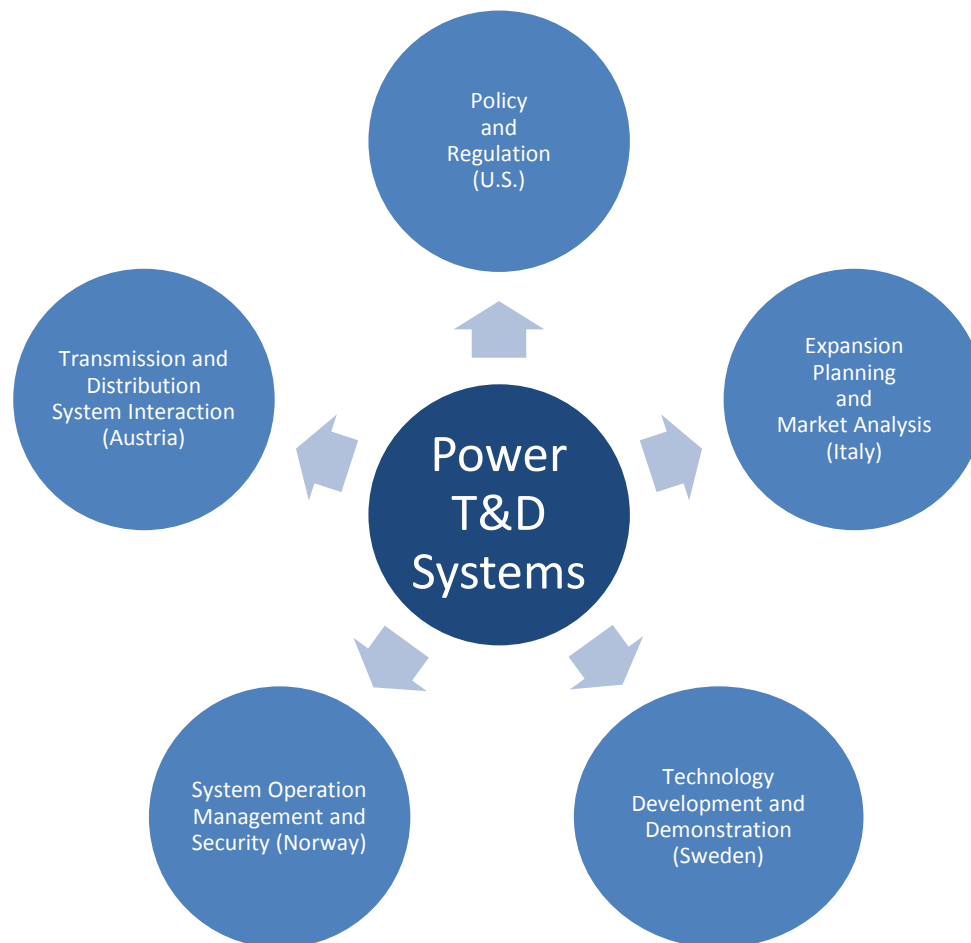 Policy
and
Regulation
(U.S.)
Transmission and
Distribution
System Interaction
(Austria)
Expansion
Planning
and
Market Analysis
(Italy)
Power
T&D
Systems
System Operation
Management and
Security (Norway)
Technology
Development and
Demonstration
(Sweden)